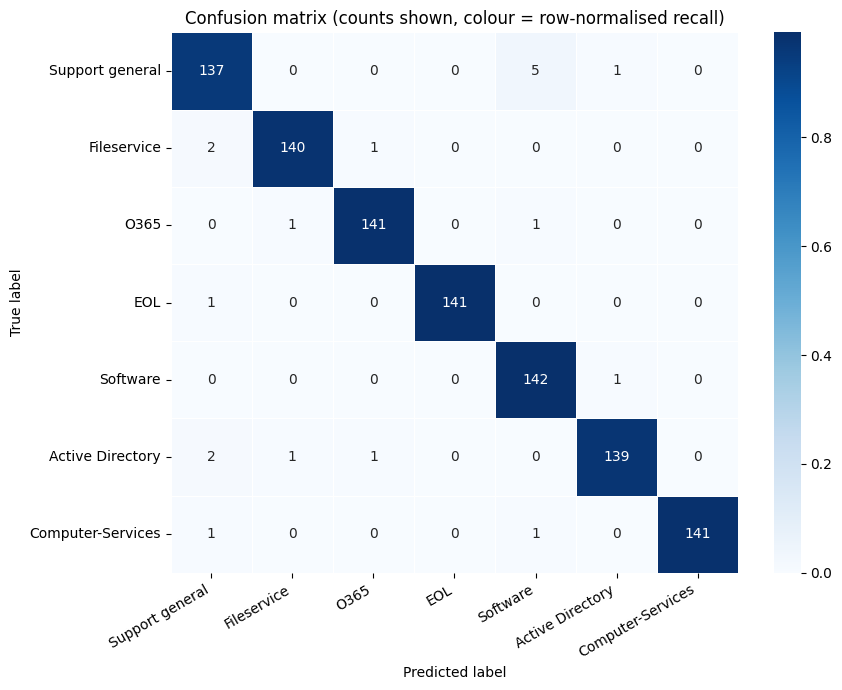 Confusion matrix (counts shown, colour = row-normalised recall)
Support general 137 0 0 0 5 1 0
Fileservice 2 140 1 0 0 0 0
O365 0 1 141 0 1 0 0
EOL 1 0 0 141 0 0 0
Software 0 0 0 0 142 1 0
Active Directory 2 1 1 0 0 139 0
Computer-Services 1 0 0 0 1 0 141
True label
Support general Fileservice O365 EOL Software Active Directory Computer-Services
Predicted label
0.8
0.6
0.4
0.2
0.0